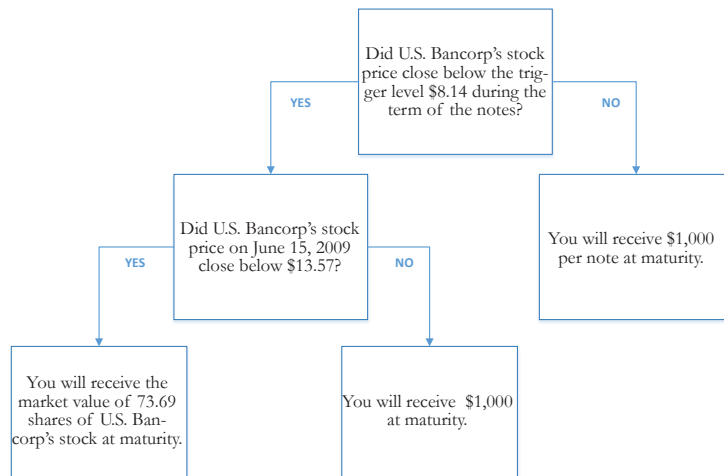 Did U.S. Bancorp's stock
price close below the trig-
ger level $8.14 during the
term of the notes?
YES
NO
Did U.S. Bancorp's stock
price on June 15, 2009
close below $13.57?
You will receive $1,000
per note at maturity.
YES
NO
You will receive the
market value of 73.69
shares of U.S. Ban-
corp's stock at maturity.
You will receive $1,000
at maturity.